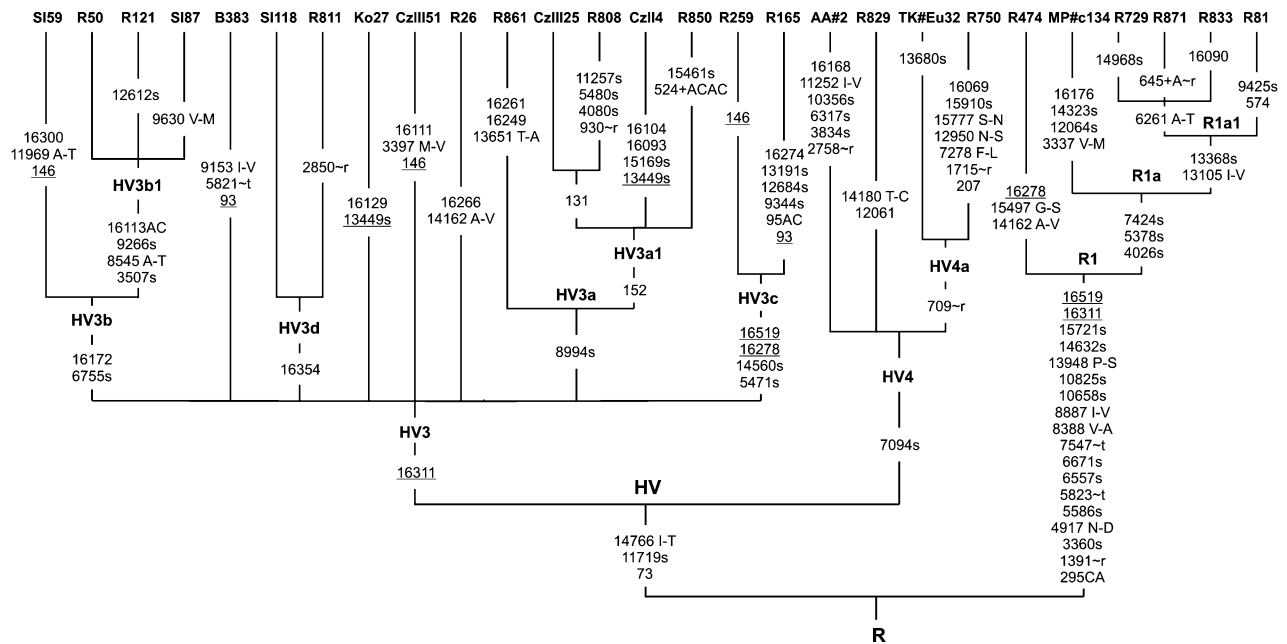 SI59 R50 R121 SI87 B383 SI118 R811 Ko27 CzIII51 R26 R861 CzIII25 R808 CzII4 R850 R259 R165 AA#2 R829 TK#Eu32 R750 R474 MP#c134 R729 R871 R833 R81
16300
11969 A-T
146
12612s
9630 V-M
HV3b1
16113AC
9266s
8545 A-T
3507s
HV3b
16172
6755s
9153 I-V
5821~t
93
2850~r
HV3d
16354
16129
13449s
16111
3397 M-V
146
16266
14162 A-V
16261
16249
13651 T-A
11257s
5480s
4080s
930~r
131
16104
16093
15169s
13449s
15461s
524+ACAC
HV3a1
152
HV3a
8994s
146
16274
13191s
12684s
9344s
95AC
93
HV3c
16519
16278
14560s
5471s
HV3
16311
16168
11252 I-V
10356s
6317s
3834s
2758~r
14180 T-C
12061
13680s
16069
15910s
15777 S-N
12950 N-S
7278 F-L
1715~r
207
HV4a
709~r
HV4
7094s
HV
14766 I-T
11719s
73
16278
15497 G-S
14162 A-V
16176
14323s
12064s
3337 V-M
14968s
645+A~r
16090
6261 A-T
9425s
574
R1a1
13368s
13105 I-V
R1a
7424s
5378s
4026s
R1
16519
16311
15721s
14632s
13948 P-S
10825s
10658s
8887 I-V
8388 V-A
7547~t
6671s
6557s
5823~t
5586s
4917 N-D
3360s
1391~r
295CA
R